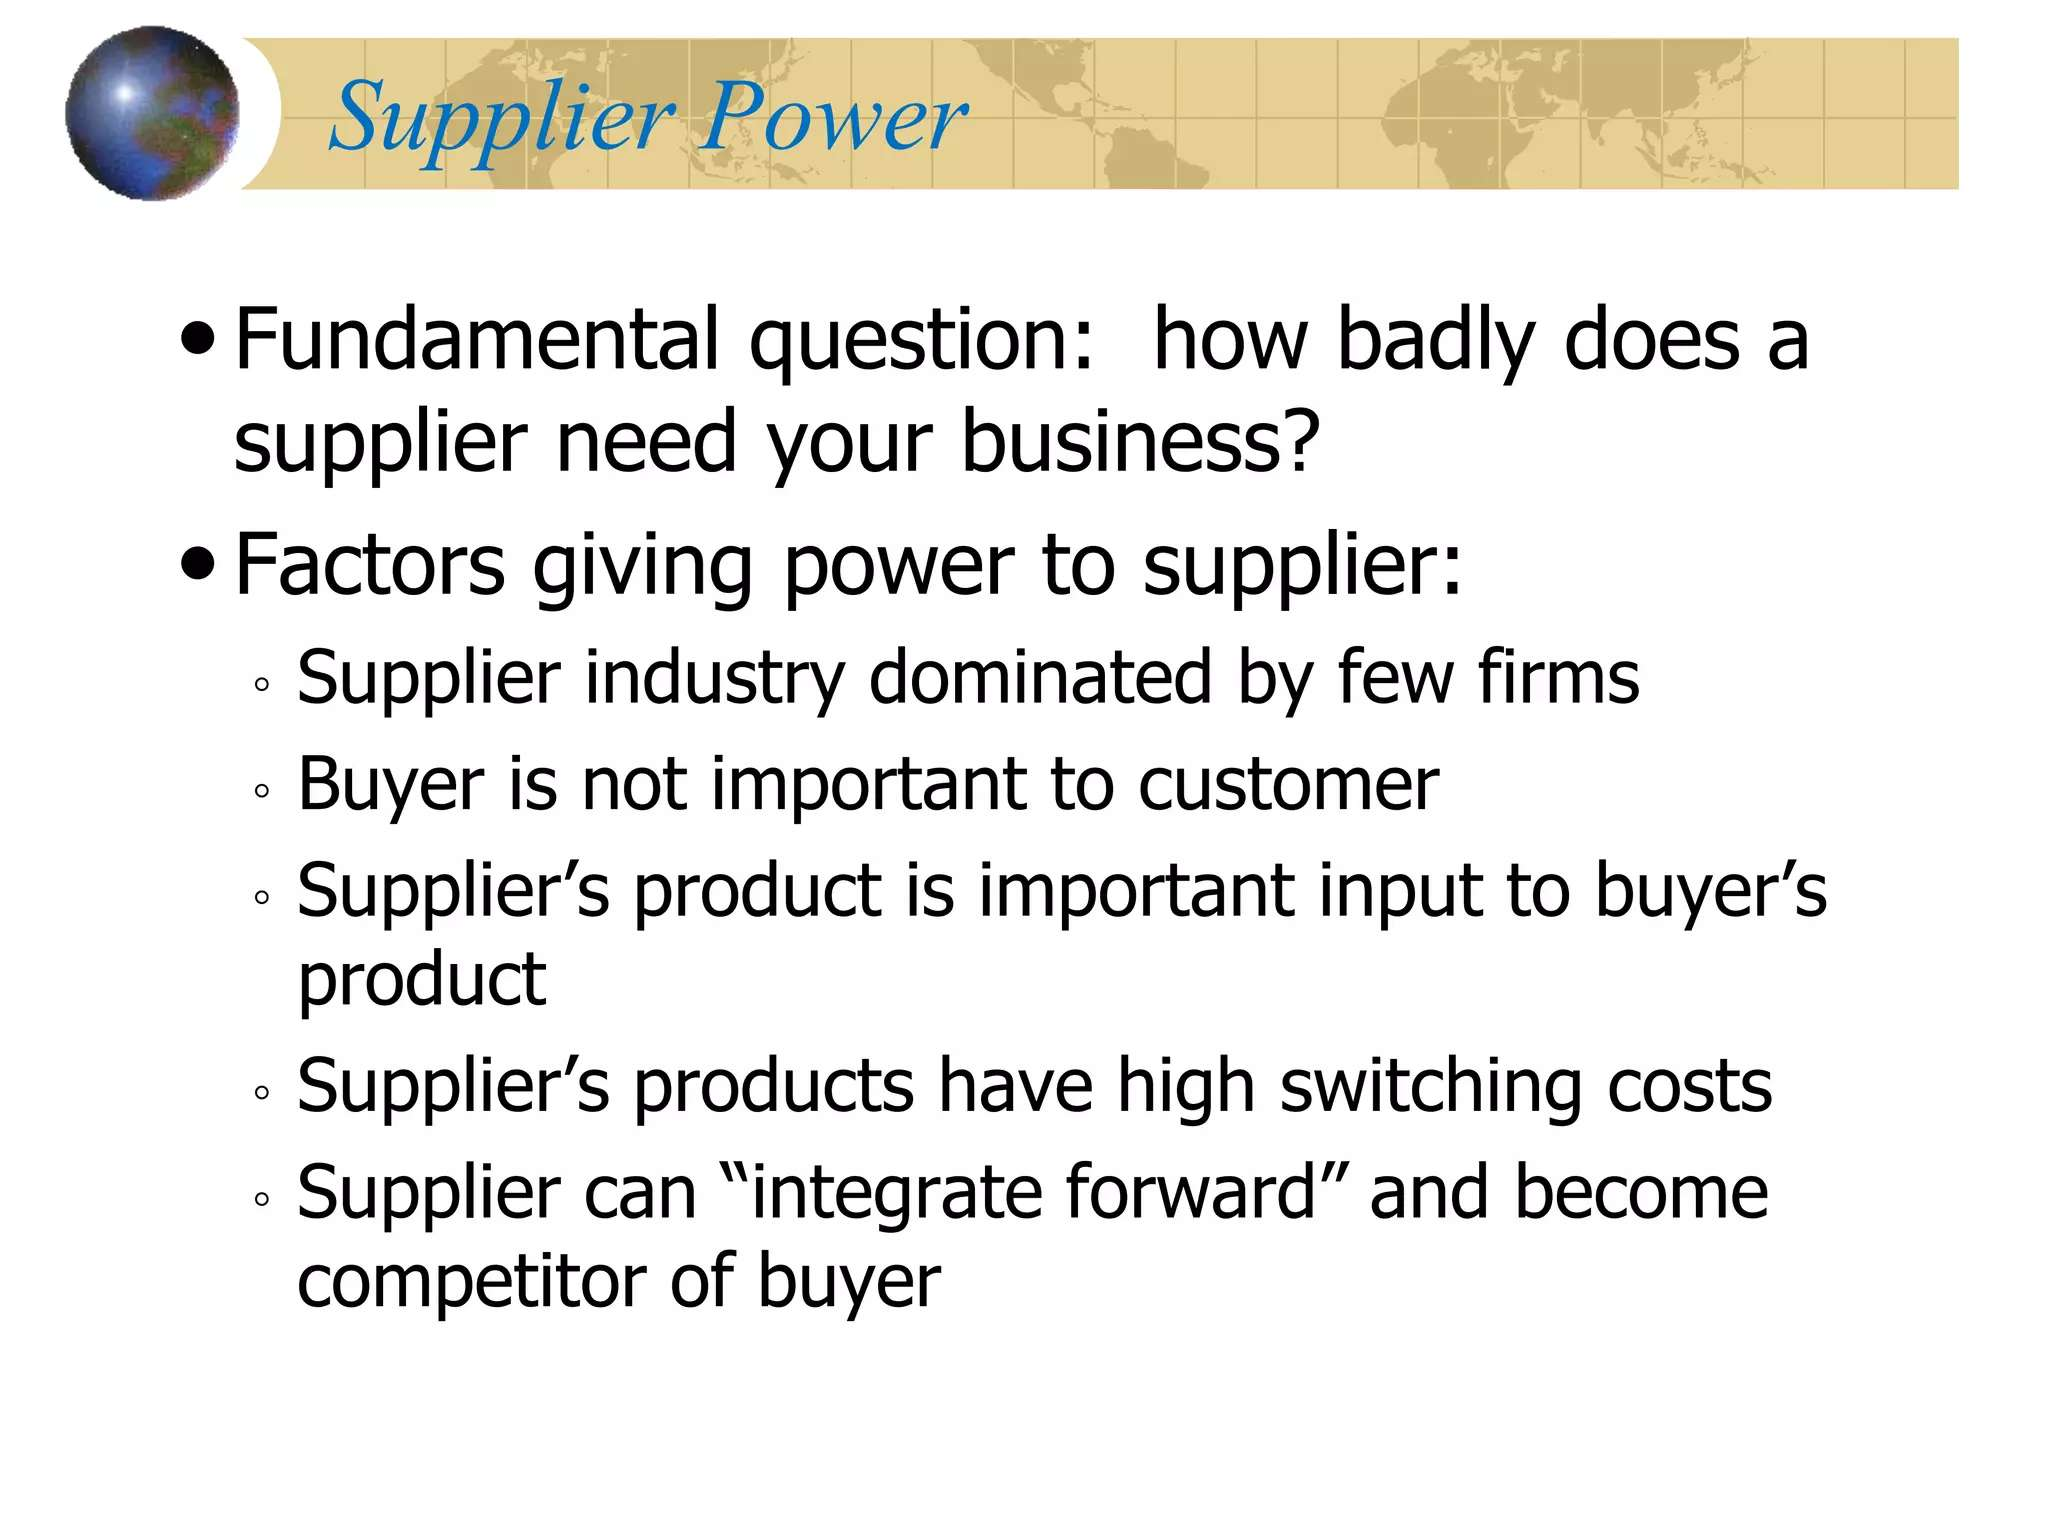 Supplier Power
• Fundamental question:  how badly does a
supplier need your business?
• Factors giving power to supplier:
◦ Supplier industry dominated by few firms
◦ Buyer is not important to customer
◦ Supplier’s product is important input to buyer’s
product
◦ Supplier’s products have high switching costs
◦ Supplier can “integrate forward” and become
competitor of buyer